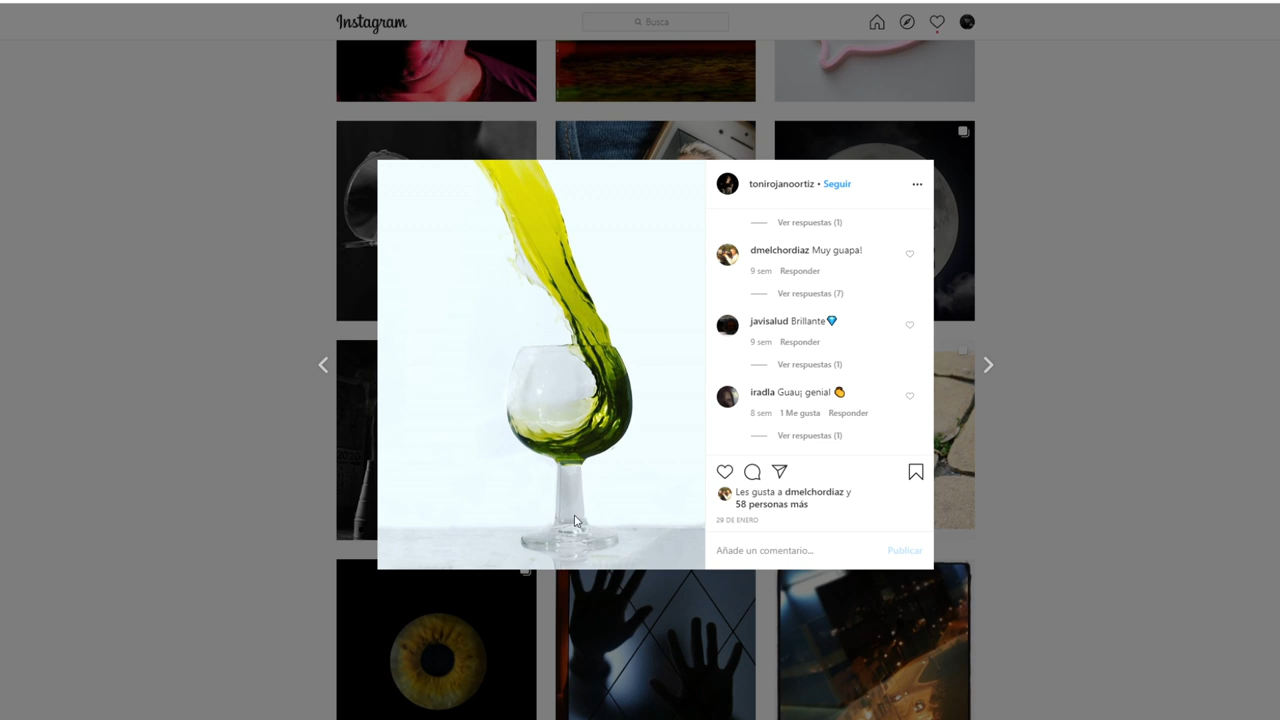 Instagram
Busca
tonirojanoortiz • Seguir
Ver respuestas (1)
dmelchordiaz Muy guapa!
9 sem Responder
Ver respuestas (7)
javisalud Brillante💎
9 sem Responder
Ver respuestas (1)
iradla Guau¡ genial 👏
8 sem 1 Me gusta Responder
Ver respuestas (1)
Les gusta a dmelchordiaz y
58 personas más
29 DE ENERO
Añade un comentario... Publicar